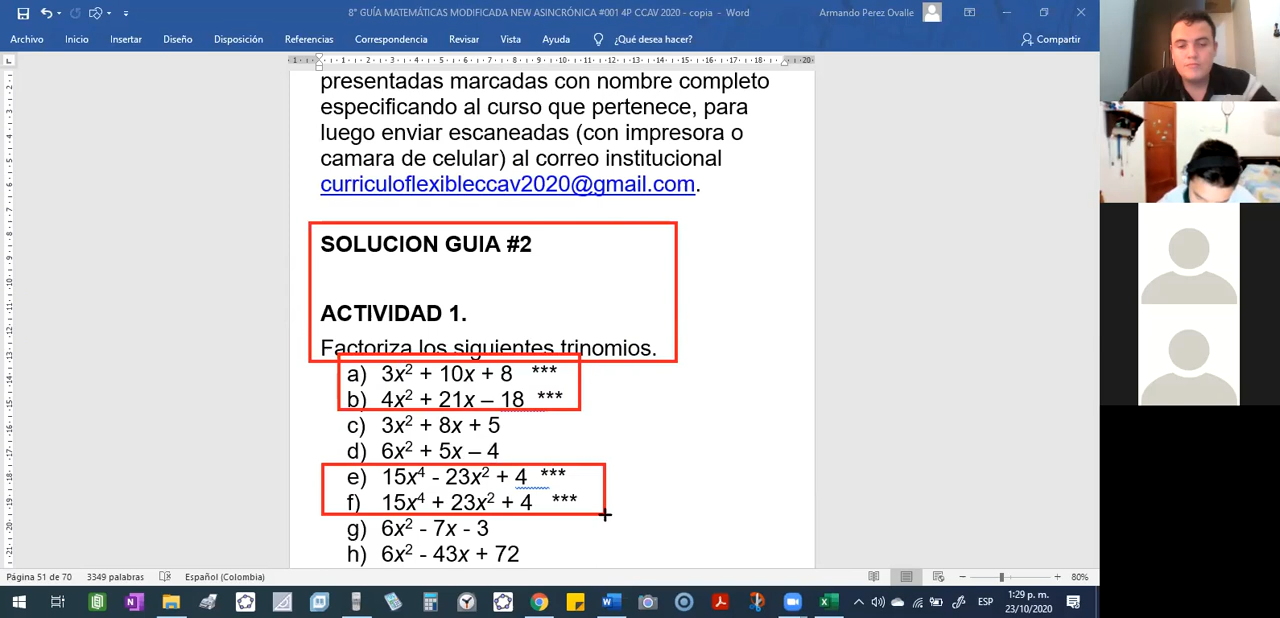 8° GUÍA MATEMÁTICAS MODIFICADA NEW ASINCRÓNICA #001 4P CCAV 2020 - copia - Word
Armando Perez Ovalle
Archivo Inicio Insertar Diseño Disposición Referencias Correspondencia Revisar Vista Ayuda ¿Qué desea hacer? Compartir
presentadas marcadas con nombre completo
especificando al curso que pertenece, para
luego enviar escaneadas (con impresora o
camara de celular) al correo institucional
curriculoflexibleccav2020@gmail.com.
SOLUCION GUIA #2
ACTIVIDAD 1.
Factoriza los siguientes trinomios.
a) 3x² + 10x + 8 ***
b) 4x² + 21x – 18 ***
c) 3x² + 8x + 5
d) 6x² + 5x – 4
e) 15x⁴ - 23x² + 4 ***
f) 15x⁴ + 23x² + 4 ***
g) 6x² - 7x - 3
h) 6x² - 43x + 72
Página 51 de 70 3349 palabras Español (Colombia) 80%
ESP
1:29 p. m.
23/10/2020